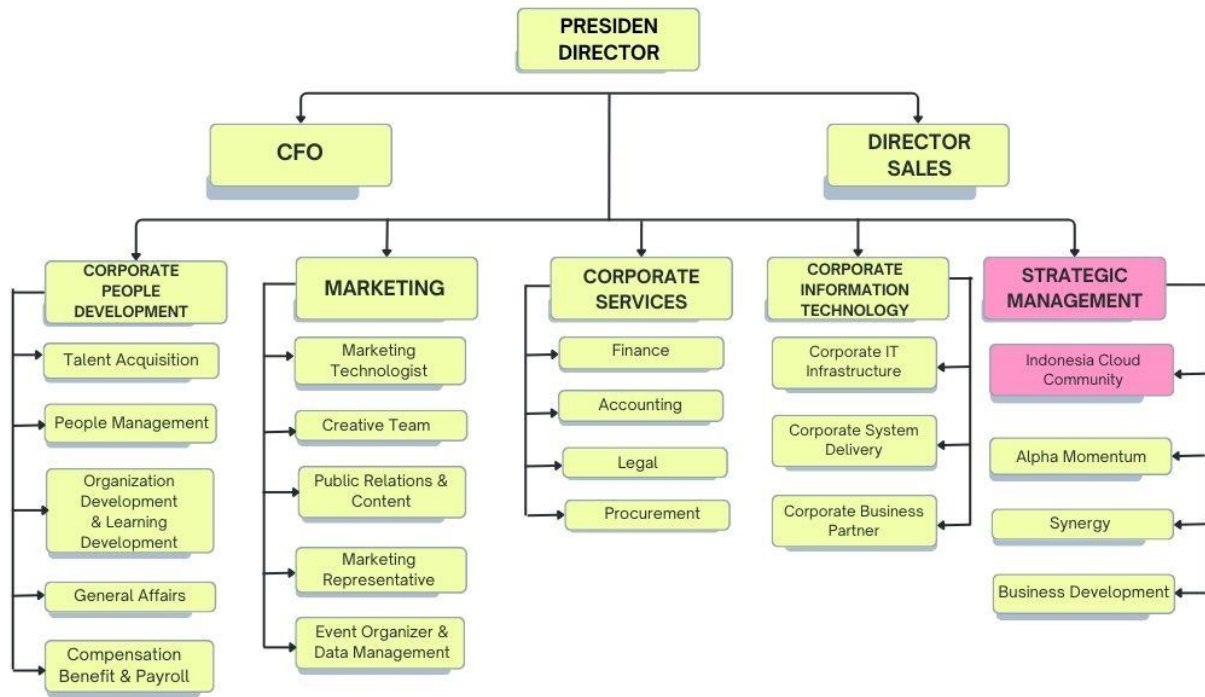 PRESIDEN
DIRECTOR
CFO
DIRECTOR
SALES
CORPORATE
PEOPLE
DEVELOPMENT
Talent Acquisition
People Management
Organization
Development
& Learning
Development
General Affairs
Compensation
Benefit & Payroll
MARKETING
Marketing
Technologist
Creative Team
Public Relations &
Content
Marketing
Representative
Event Organizer &
Data Management
CORPORATE
SERVICES
Finance
Accounting
Legal
Procurement
CORPORATE
INFORMATION
TECHNOLOGY
Corporate IT
Infrastructure
Corporate System
Delivery
Corporate Business
Partner
STRATEGIC
MANAGEMENT
Indonesia Cloud
Community
Alpha Momentum
Synergy
Business Development